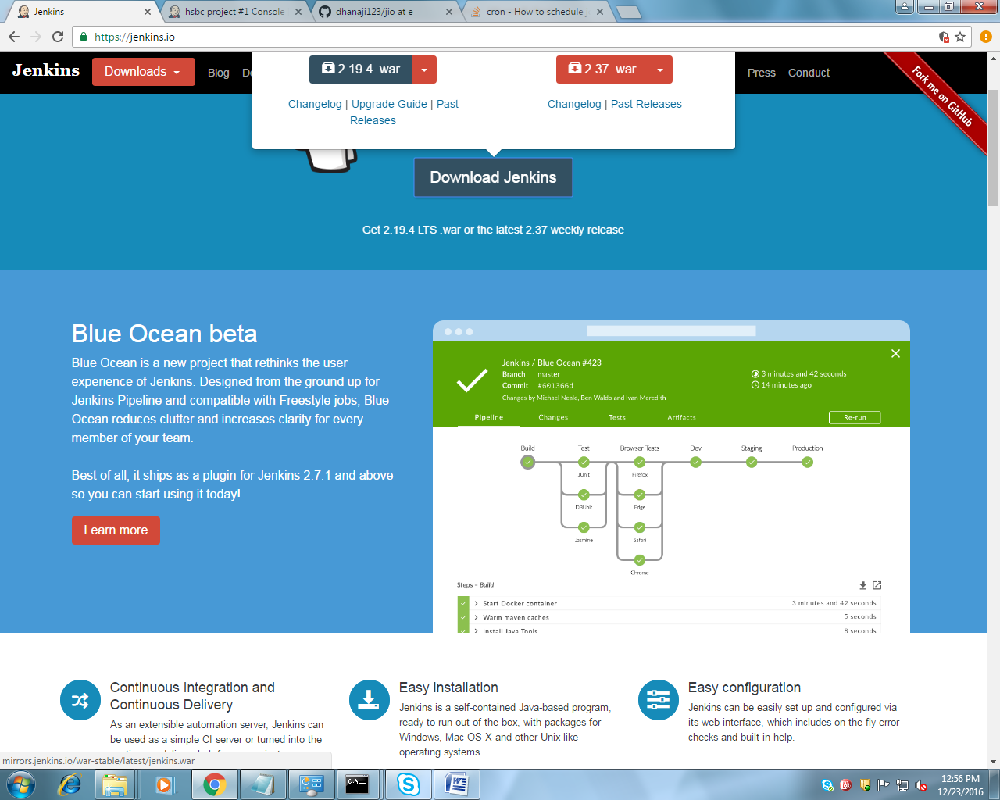 Jenkins
hsbc project #1 Console
dhanaji123/jio at e
cron - How to schedule j
https://jenkins.io
Jenkins
Downloads
Blog
Press
Conduct
Fork me on GitHub
2.19.4 .war
2.37 .war
Changelog | Upgrade Guide | Past
Releases
Changelog | Past Releases
Download Jenkins
Get 2.19.4 LTS .war or the latest 2.37 weekly release
Blue Ocean beta
Blue Ocean is a new project that rethinks the user
experience of Jenkins. Designed from the ground up for
Jenkins Pipeline and compatible with Freestyle jobs, Blue
Ocean reduces clutter and increases clarity for every
member of your team.
Best of all, it ships as a plugin for Jenkins 2.7.1 and above -
so you can start using it today!
Learn more
Jenkins / Blue Ocean #423
Branch master
Commit #601366d
Changes by Michael Neale, Ben Waldo and Ivan Meredith
3 minutes and 42 seconds
14 minutes ago
Pipeline
Changes
Tests
Artifacts
Re-run
Build
Test
Browser Tests
Dev
Staging
Production
JUnit
Firefox
DBUnit
Edge
Jasmine
Safari
Chrome
Steps – Build
Start Docker container
3 minutes and 42 seconds
Warm maven caches
5 seconds
Install Java Tools
8 seconds
Continuous Integration and
Continuous Delivery
As an extensible automation server, Jenkins can
be used as a simple CI server or turned into the
Easy installation
Jenkins is a self-contained Java-based program,
ready to run out-of-the-box, with packages for
Windows, Mac OS X and other Unix-like
operating systems.
Easy configuration
Jenkins can be easily set up and configured via
its web interface, which includes on-the-fly error
checks and built-in help.
mirrors.jenkins.io/war-stable/latest/jenkins.war
12:56 PM
12/23/2016